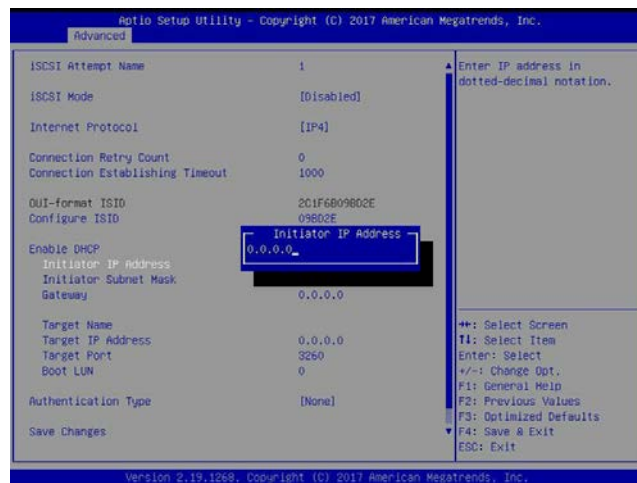 Aptio Setup Utility - Copyright (C) 2017 American Megatrends, Inc.
Advanced
iSCSI Attempt Name 1
iSCSI Mode [Disabled]
Internet Protocol [IP4]
Connection Retry Count 0
Connection Establishing Timeout 1000
OUI-format ISID 2C1F6B09BD2E
Configure ISID 09BD2E
Enable DHCP
Initiator IP Address
Initiator Subnet Mask
Gateway 0.0.0.0
Target Name
Target IP Address 0.0.0.0
Target Port 3260
Boot LUN 0
Authentication Type [None]
Save Changes
Initiator IP Address
0.0.0.0_
Enter IP address in
dotted-decimal notation.
→←: Select Screen
↑↓: Select Item
Enter: Select
+/-: Change Opt.
F1: General Help
F2: Previous Values
F3: Optimized Defaults
F4: Save & Exit
ESC: Exit
Version 2.19.1268. Copyright (C) 2017 American Megatrends, Inc.